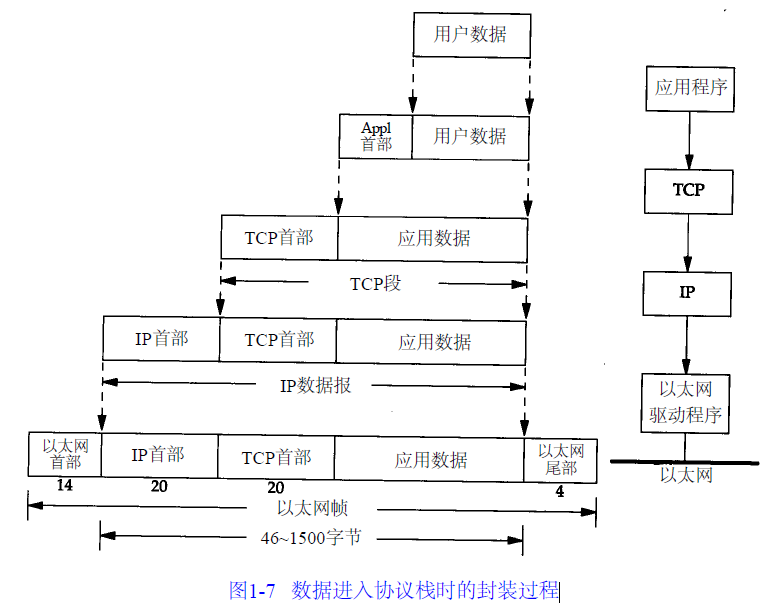 用户数据
应用程序
Appl
首部
用户数据
TCP
TCP首部
应用数据
TCP段
IP
IP首部
TCP首部
应用数据
IP数据报
以太网
驱动程序
以太网
首部
IP首部
TCP首部
应用数据
以太网
尾部
以太网
14
20
20
4
以太网帧
46~1500字节
图1-7 数据进入协议栈时的封装过程